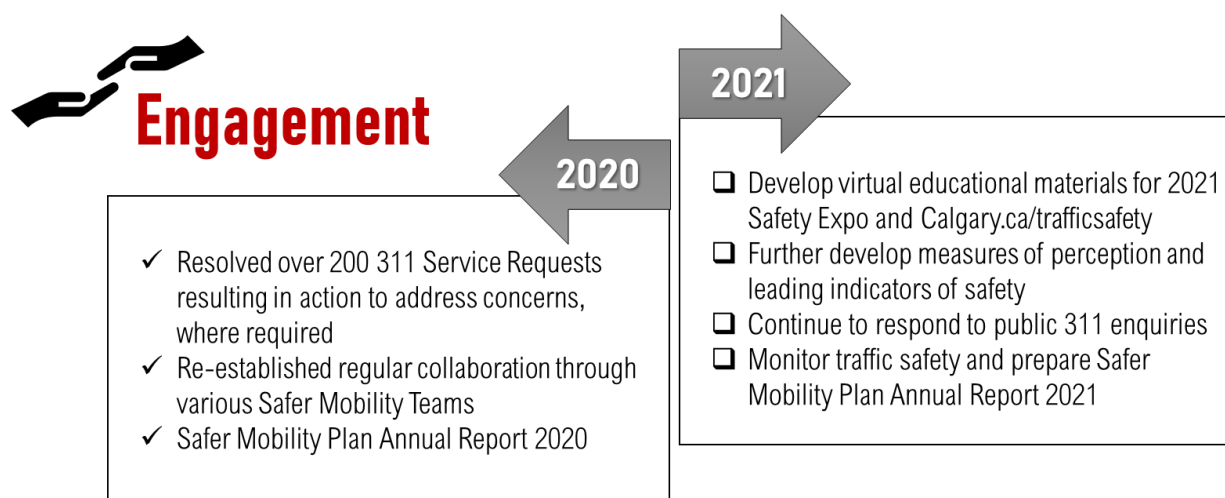 Engagement
2020
✓ Resolved over 200 311 Service Requests
resulting in action to address concerns,
where required
✓ Re-established regular collaboration through
various Safer Mobility Teams
✓ Safer Mobility Plan Annual Report 2020
2021
❑ Develop virtual educational materials for 2021
Safety Expo and Calgary.ca/trafficsafety
❑ Further develop measures of perception and
leading indicators of safety
❑ Continue to respond to public 311 enquiries
❑ Monitor traffic safety and prepare Safer
Mobility Plan Annual Report 2021